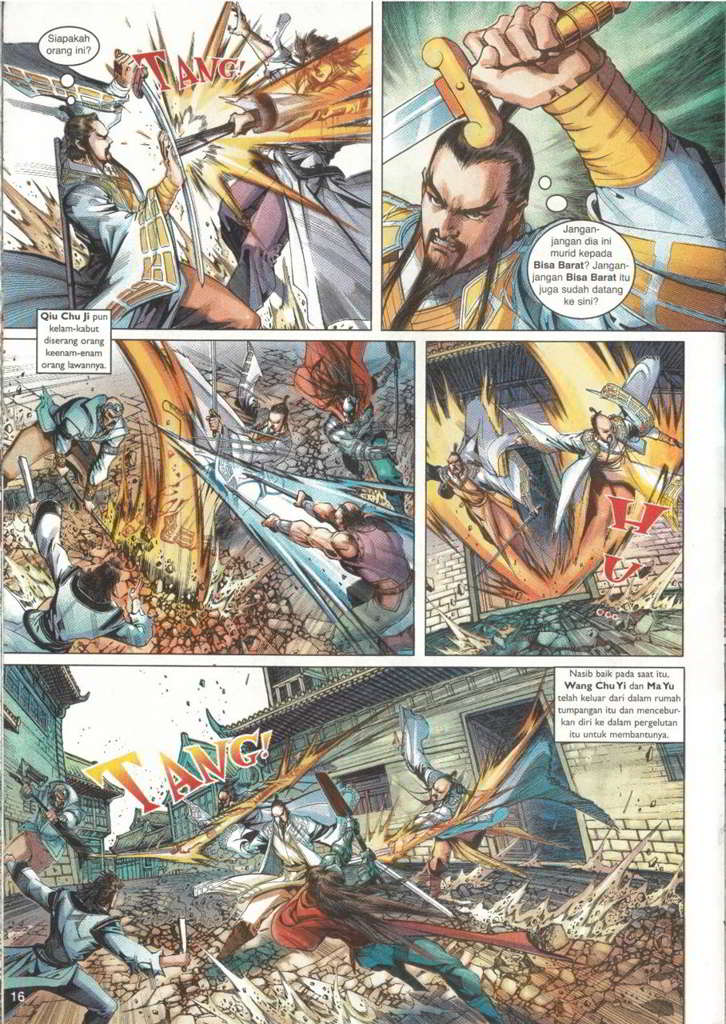 Siapakah
orang ini?
TANG!
Jangan-
jangan dia ini
murid kepada
Bisa Barat? Jangan-
jangan Bisa Barat itu
juga sudah datang
ke sini?
Qiu Chu Ji pun
kelam-kabut
diserang orang
keenam-enam
orang lawannya.
HU...
Nasib baik pada saat itu,
Wang Chu Yi dan Ma Yu
telah keluar dari dalam rumah
tumpangan itu dan mencebur-
kan diri ke dalam pergelutan
itu untuk membantunya.
TANG!
16